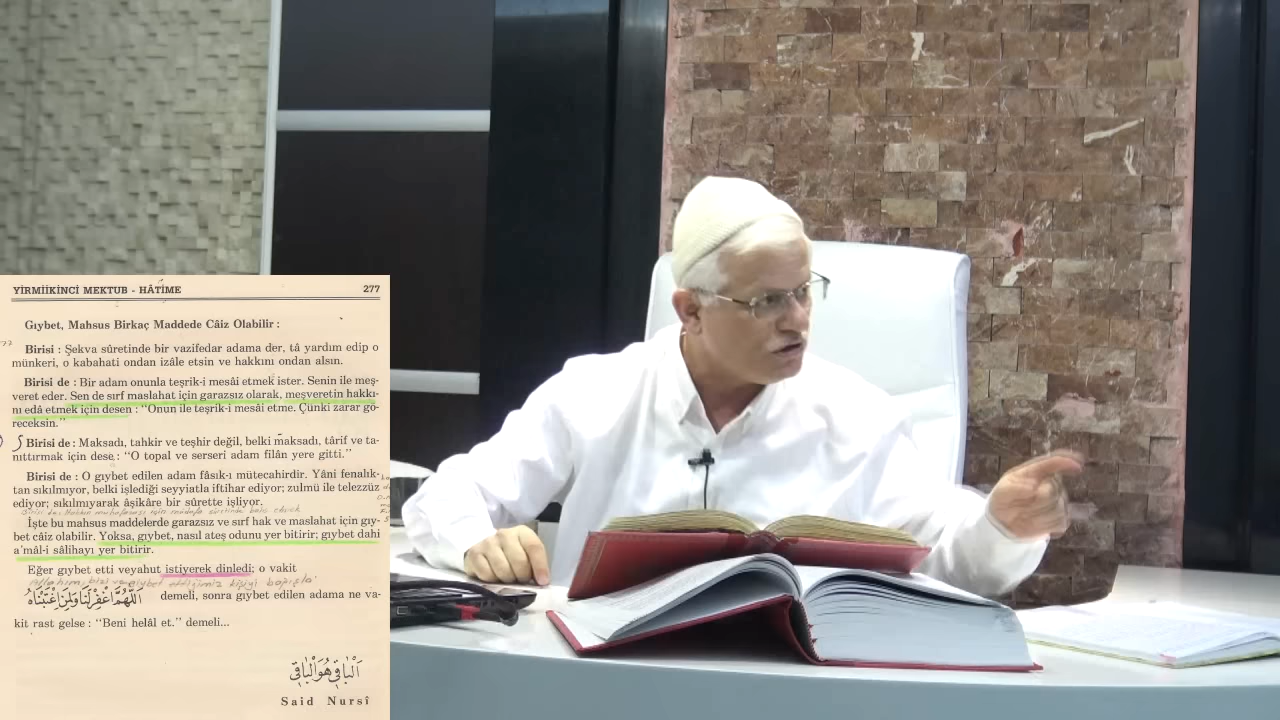 YİRMİİKİNCİ MEKTUB - HÂTİME 277
Gıybet, Mahsus Birkaç Maddede Câiz Olabilir :
Birisi : Şekva sûretinde bir vazifedar adama der, tâ yardım edip o
münkeri, o kabahati ondan izâle etsin ve hakkını ondan alsın.
Birisi de : Bir adam onunla teşrik-i mesâi etmek ister. Senin ile meş-
veret eder. Sen de sırf maslahat için garazsız olarak, meşveretin hakkı-
nı edâ etmek için desen : "Onun ile teşrik-i mesâi etme. Çünki zarar gö-
receksin."
Birisi de : Maksadı, tahkir ve teşhir değil, belki maksadı, târif ve ta-
nıttırmak için dese : "O topal ve serseri adam filân yere gitti."
Birisi de : O gıybet edilen adam fâsık-ı mütecahirdir. Yâni fenalık-
tan sıkılmıyor, belki işlediği seyyiatla iftihar ediyor; zulmü ile telezzüz
ediyor; sıkılmıyarak âşikâre bir sûrette işliyor.
İşte bu mahsus maddelerde garazsız ve sırf hak ve maslahat için gıy-
bet câiz olabilir. Yoksa, gıybet, nasıl ateş odunu yer bitirir; gıybet dahi
a'mâl-i sâlihayı yer bitirir.
Eğer gıybet etti veyahut istiyerek dinledi; o vakit
Allahım, bizi ve gıybet ettiğimiz kişiyi bağışla
اَللّٰهُمَّ اغْفِرْ لَنَا وَلِمَنِ اغْتَبْنَاهُ demeli, sonra gıybet edilen adama ne va-
kit rast gelse : "Beni helâl et." demeli...
اَلْبَاقِى هُوَ الْبَاقِى
Said Nursî